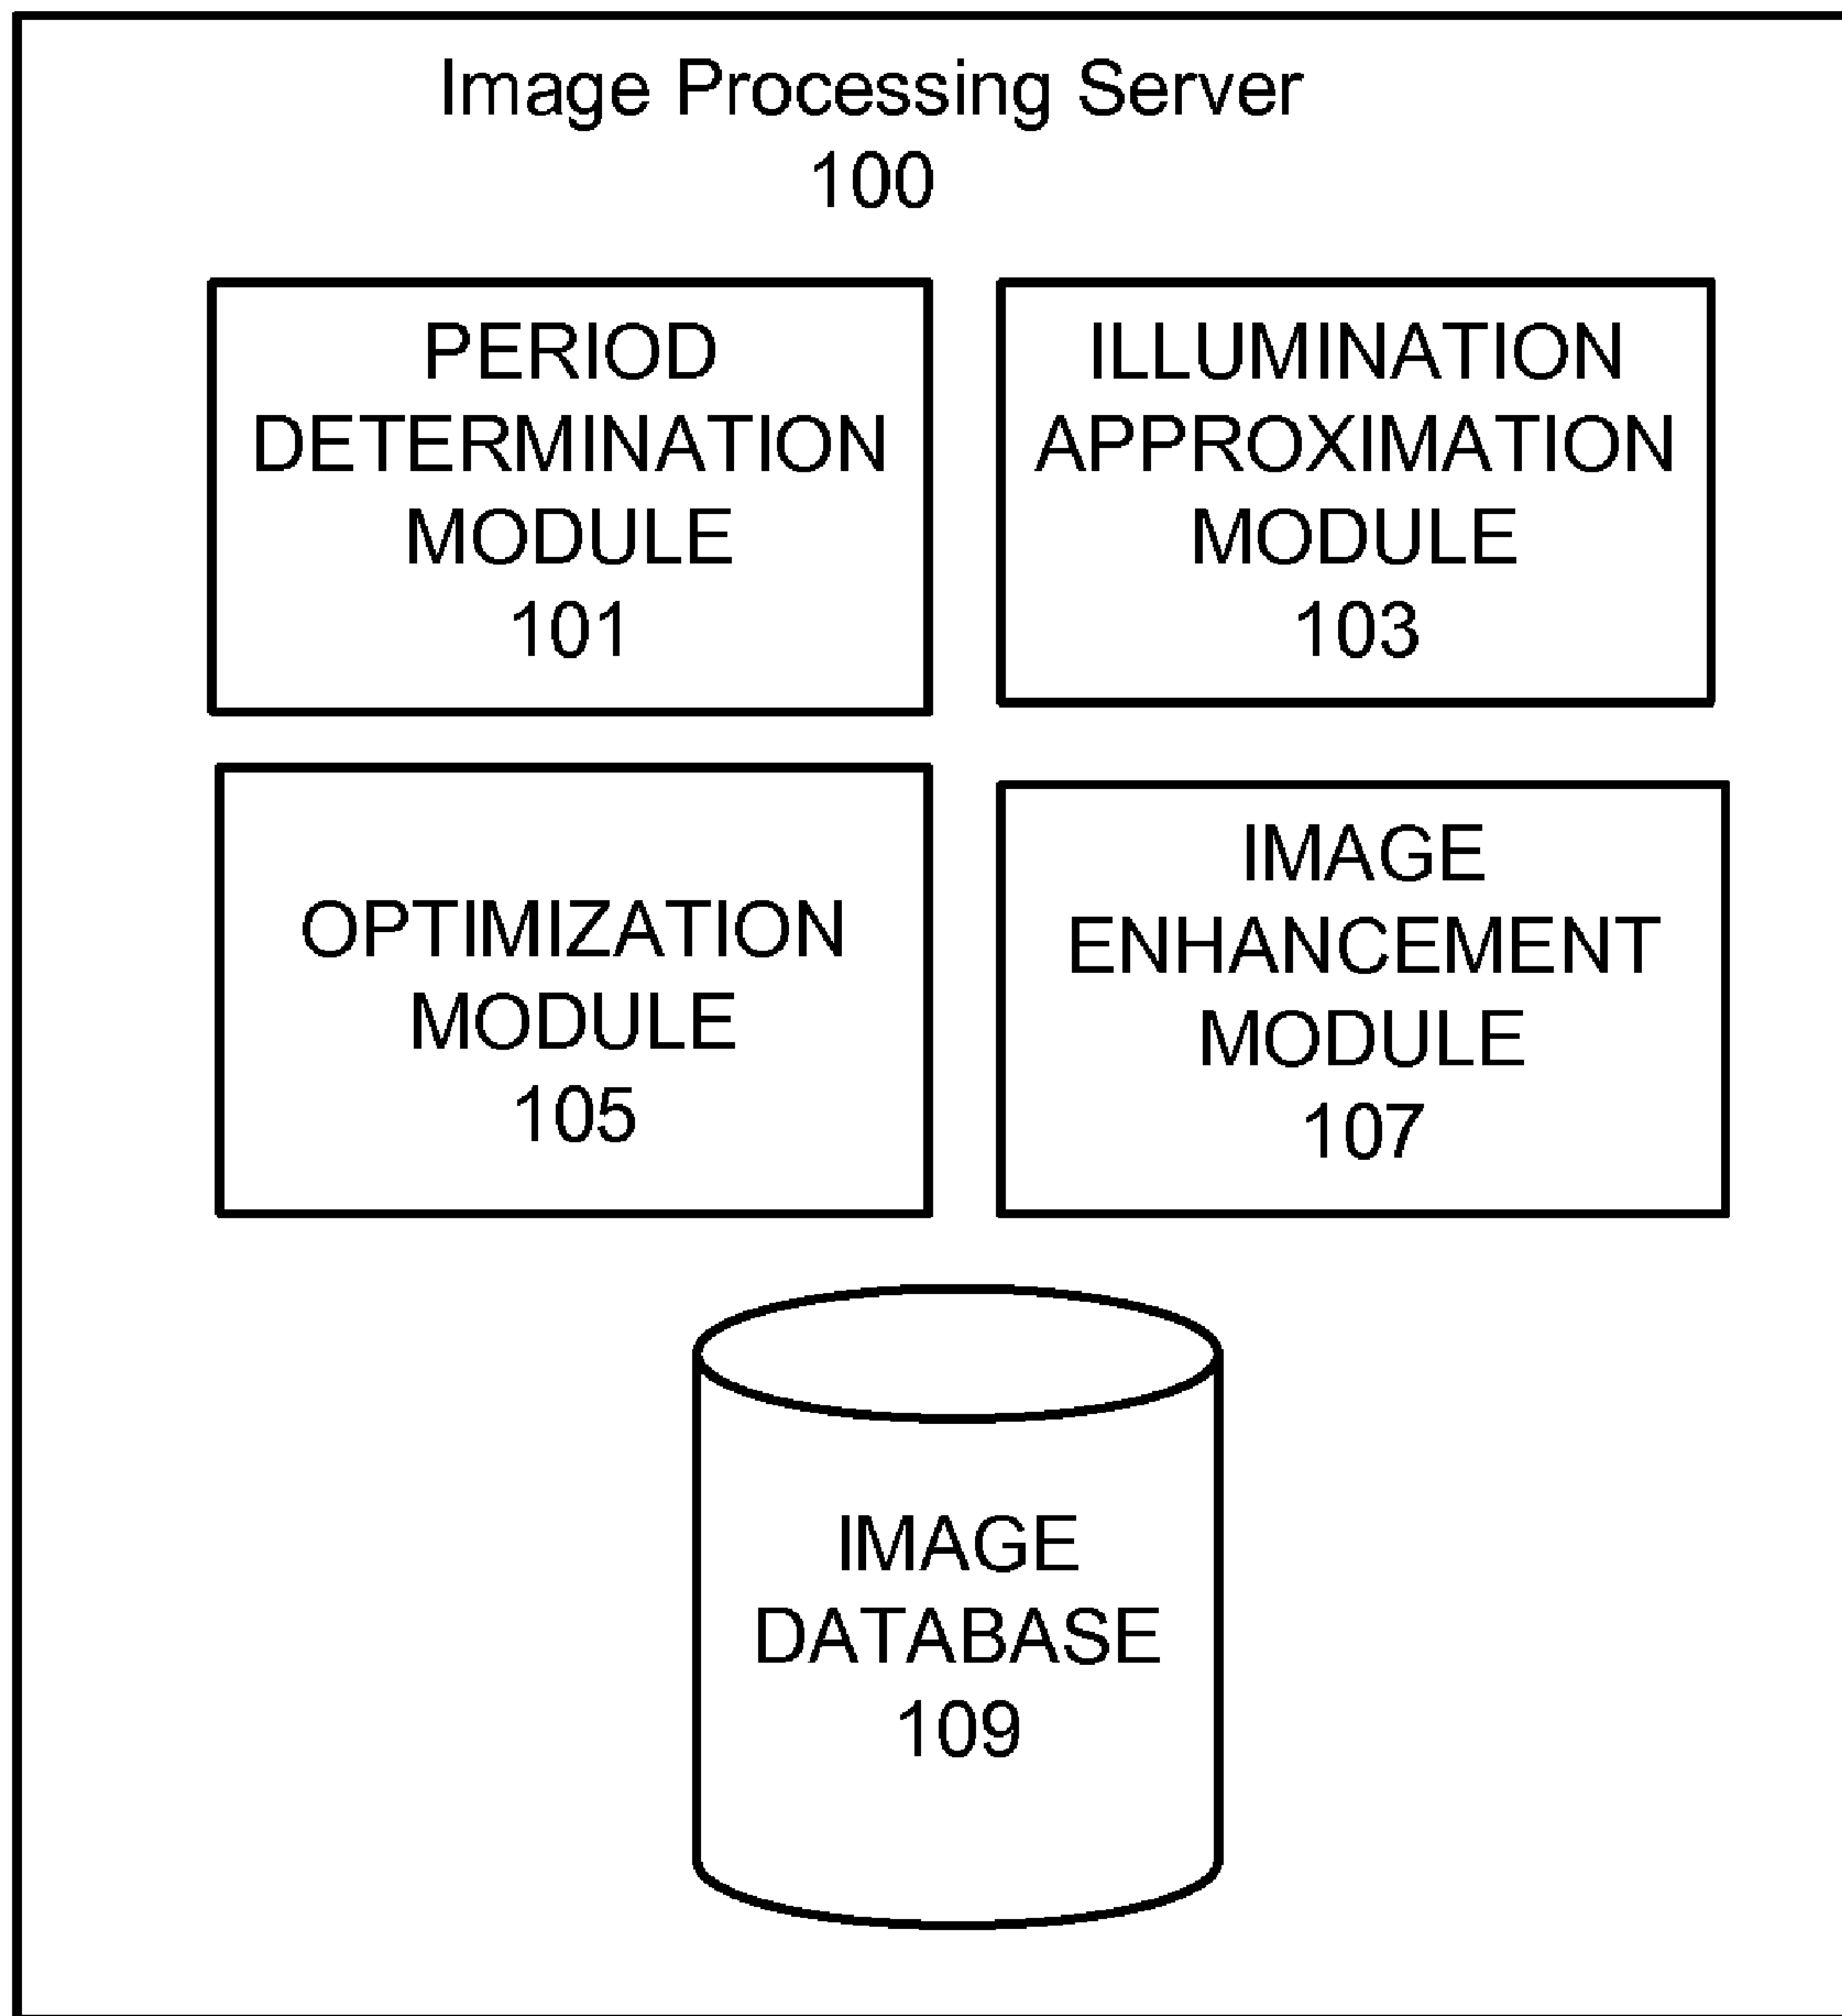 Image Processing Server
100
PERIOD
DETERMINATION
MODULE
101
ILLUMINATION
APPROXIMATION
MODULE
103
OPTIMIZATION
MODULE
105
IMAGE
ENHANCEMENT
MODULE
107
IMAGE
DATABASE
109